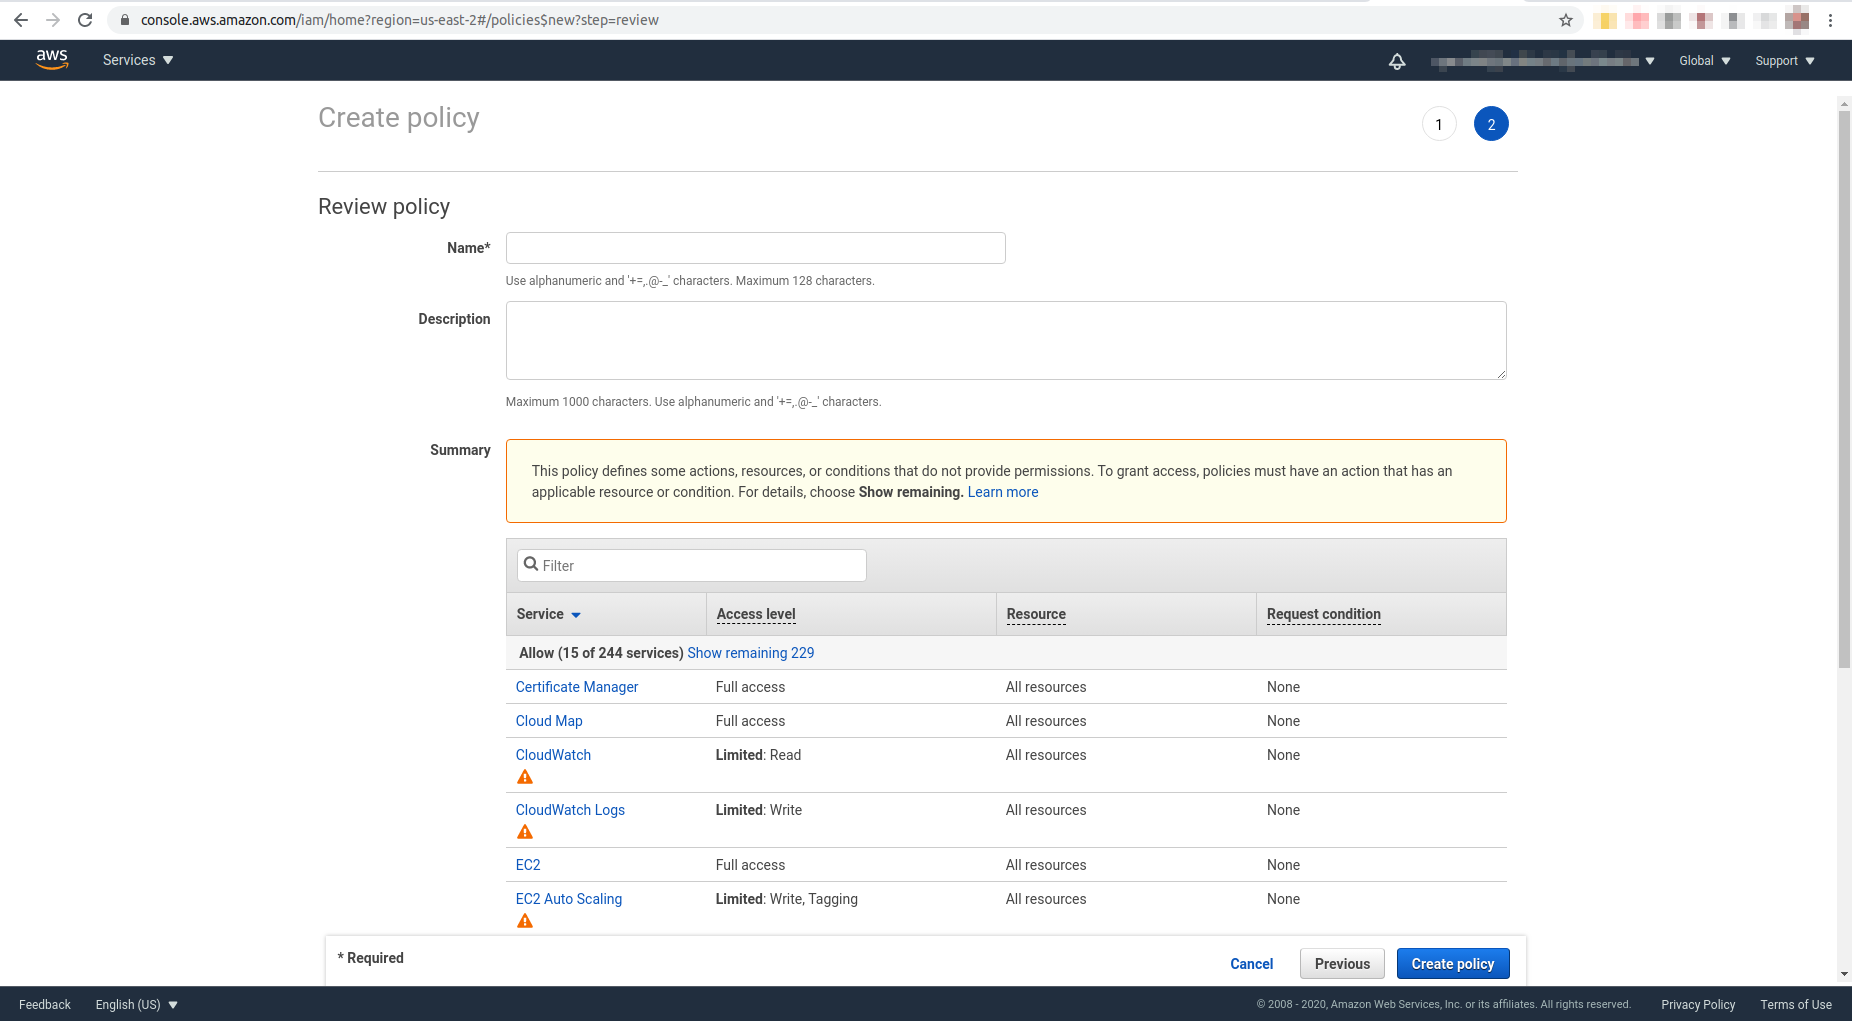 console.aws.amazon.com/iam/home?region=us-east-2#/policies$new?step=review
aws
Services
Global
Support
Create policy
1
2
Review policy
Name*
Use alphanumeric and '+=,.@-_' characters. Maximum 128 characters.
Description
Maximum 1000 characters. Use alphanumeric and '+=,.@-_' characters.
Summary
This policy defines some actions, resources, or conditions that do not provide permissions. To grant access, policies must have an action that has an
applicable resource or condition. For details, choose Show remaining. Learn more
Filter
Service Access level Resource Request condition
Allow (15 of 244 services) Show remaining 229
Certificate Manager Full access All resources None
Cloud Map Full access All resources None
CloudWatch Limited: Read All resources None
CloudWatch Logs Limited: Write All resources None
EC2 Full access All resources None
EC2 Auto Scaling Limited: Write, Tagging All resources None
* Required
Cancel Previous Create policy
Feedback English (US) © 2008 - 2020, Amazon Web Services, Inc. or its affiliates. All rights reserved. Privacy Policy Terms of Use